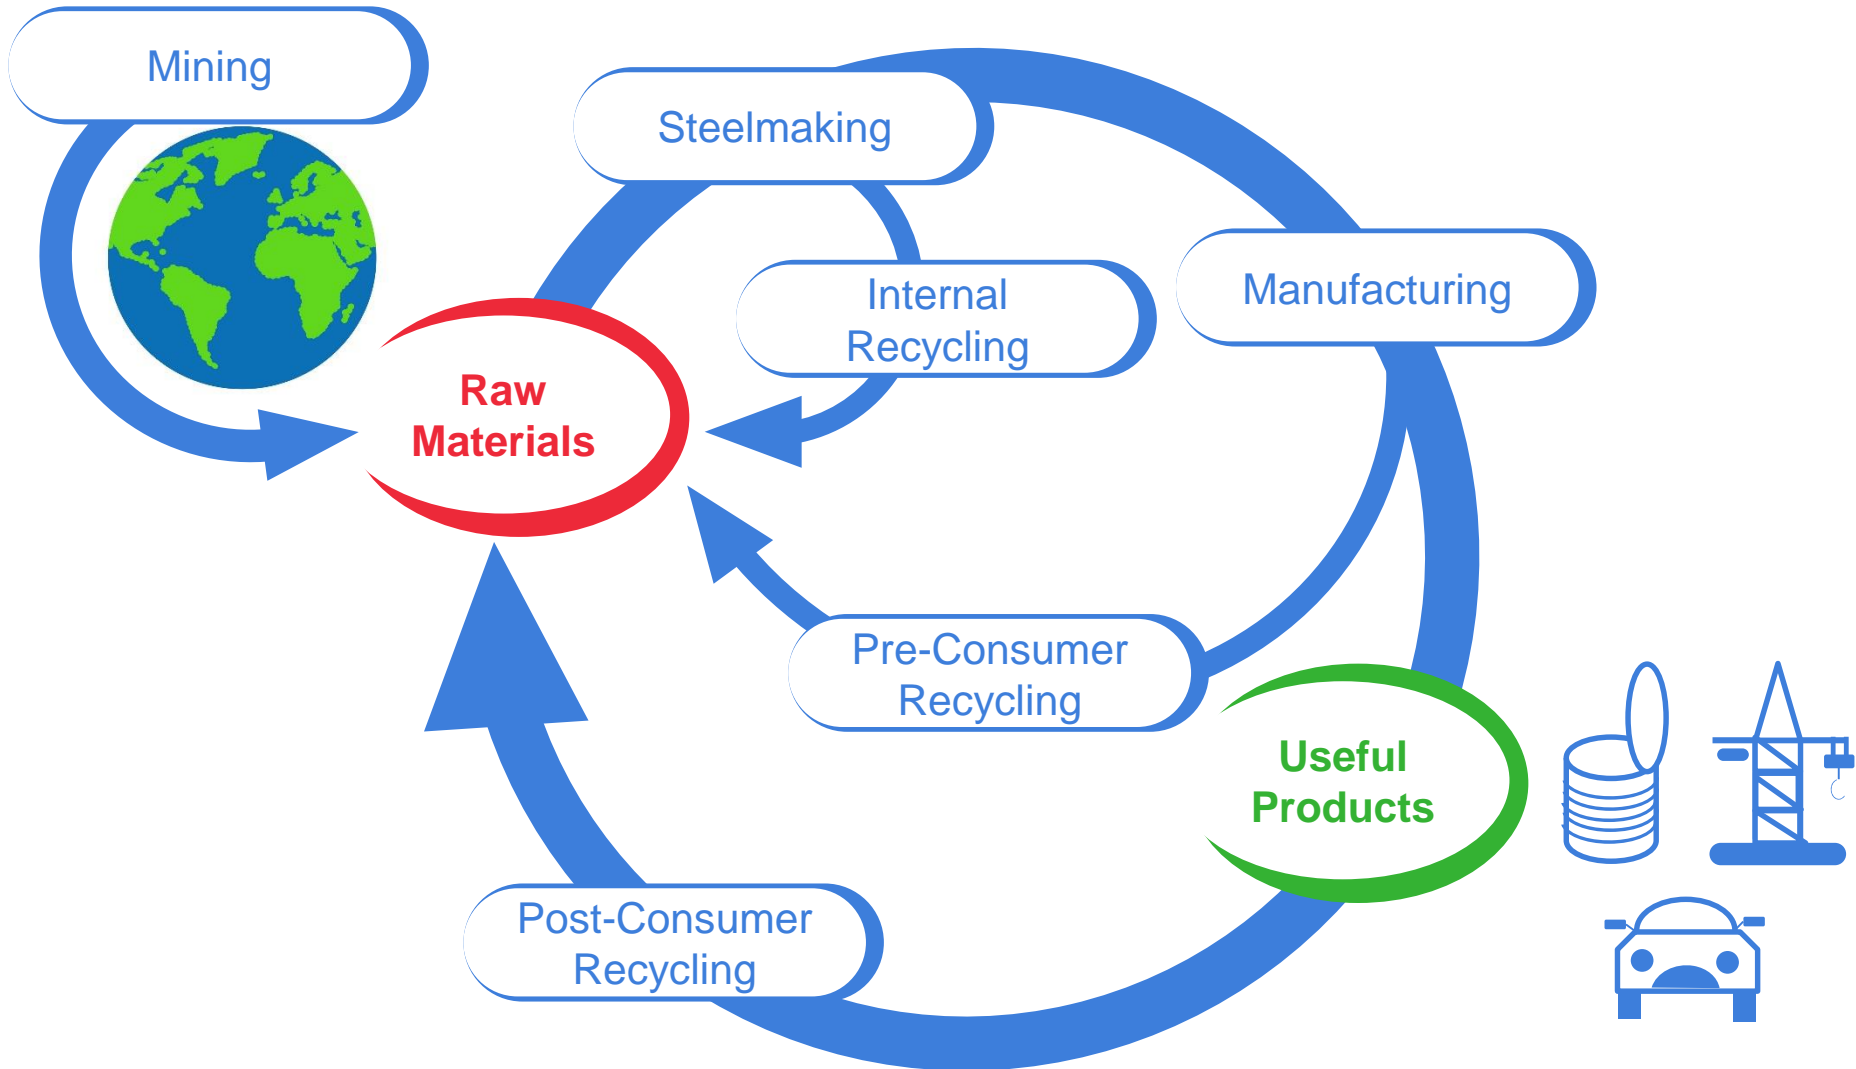 Mining
Steelmaking
Internal
Recycling
Manufacturing
Raw
Materials
Pre-Consumer
Recycling
Useful
Products
Post-Consumer
Recycling